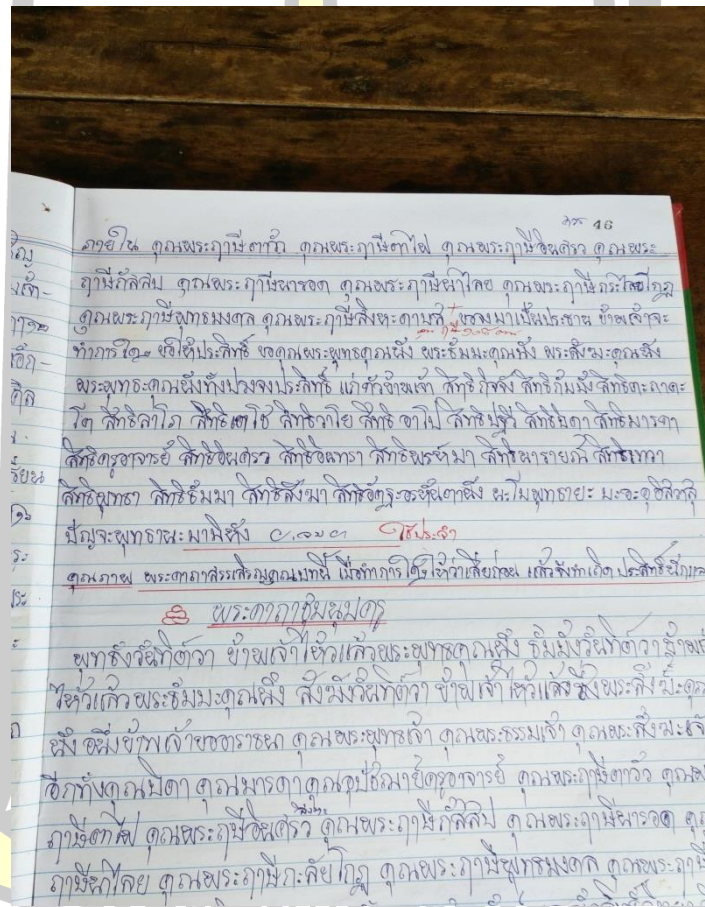 46
ภายใน คุณพระฤาษีตาวัว คุณพระฤาษีตาไฟ คุณพระฤาษีอินศรว คุณพระ
ฤาษีภัสสป คุณพระฤาษีนารอด คุณพระฤาษีนาไลย คุณพระฤาษีกะไลยโกฏ
คุณพระฤาษีพุทธมงคล คุณพระฤาษีสิงหะดาบส จงมาเป็นประธาน ข้าพเจ้าจะ
ทำการใดๆ ขอให้ประสิทธิ์ ขอคุณพระพุทธคุณนัง พระธัมมะคุณนัง พระสังฆะคุณนัง
พระพุทธะคุณนังทั้งปวงจงประสิทธิ์ แก่ตัวข้าพเจ้า สิทธิกิจจัง สิทธิกัมมัง สิทธิตะถาคะ
โต สิทธิลาโภ สิทธิเตโช สิทธิวาโย สิทธิ อาโป สิทธิปฐวี สิทธิบิดา สิทธิมารดา
สิทธิครูอาจารย์ สิทธิอินศรว สิทธิอินทรา สิทธิพรหมา สิทธินารายณ์ สิทธิเทวา
สิทธิพุทธา สิทธิธัมมา สิทธิสังฆา สิทธิอัคระอะหันตานัง นะโมพุทธายะ มะอะอุอิสวาสุ
ปัญจะพุทธานะมามิหัง ใช้ประจำ
คุณภาพ พระคาถาสรรเสริญคุณบทนี้ เมื่อทำการใดๆ ให้ว่าเสียก่อน แล้วจึงทำเกิดประสิทธิ์
พระคาถาชุมนุมครู
พุทธังวันทิต์วา ข้าพเจ้าไหว้แล้วพระพุทธคุณนัง ธัมมังวันทิต์วา
ไหว้แล้วพระธัมมะคุณนัง สังฆังวันทิต์วา ข้าพเจ้าไหว้แล้วซึ่งพระสังฆะคุณ
นัง อนึ่งข้าพเจ้าขออาราธนา คุณพระพุทธเจ้า คุณพระธรรมเจ้า คุณพระสังฆะเจ้า
อีกทั้งคุณบิดา คุณมารดา คุณอุปัชฌาย์ครูอาจารย์ คุณพระฤาษีตาวัว
ฤาษีตาไฟ คุณพระฤาษีอินศรว คุณพระฤาษีภัสสป คุณพระฤาษีนารอด
ฤาษีนาไลย คุณพระฤาษีกะลัยโกฏ คุณพระฤาษีพุทธมงคล คุณพระฤาษี